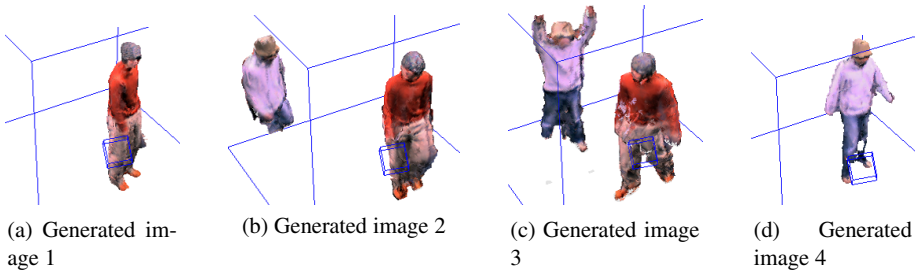 (a) Generated im-
age 1
(b) Generated image 2
(c) Generated image
3
(d) Generated
image 4